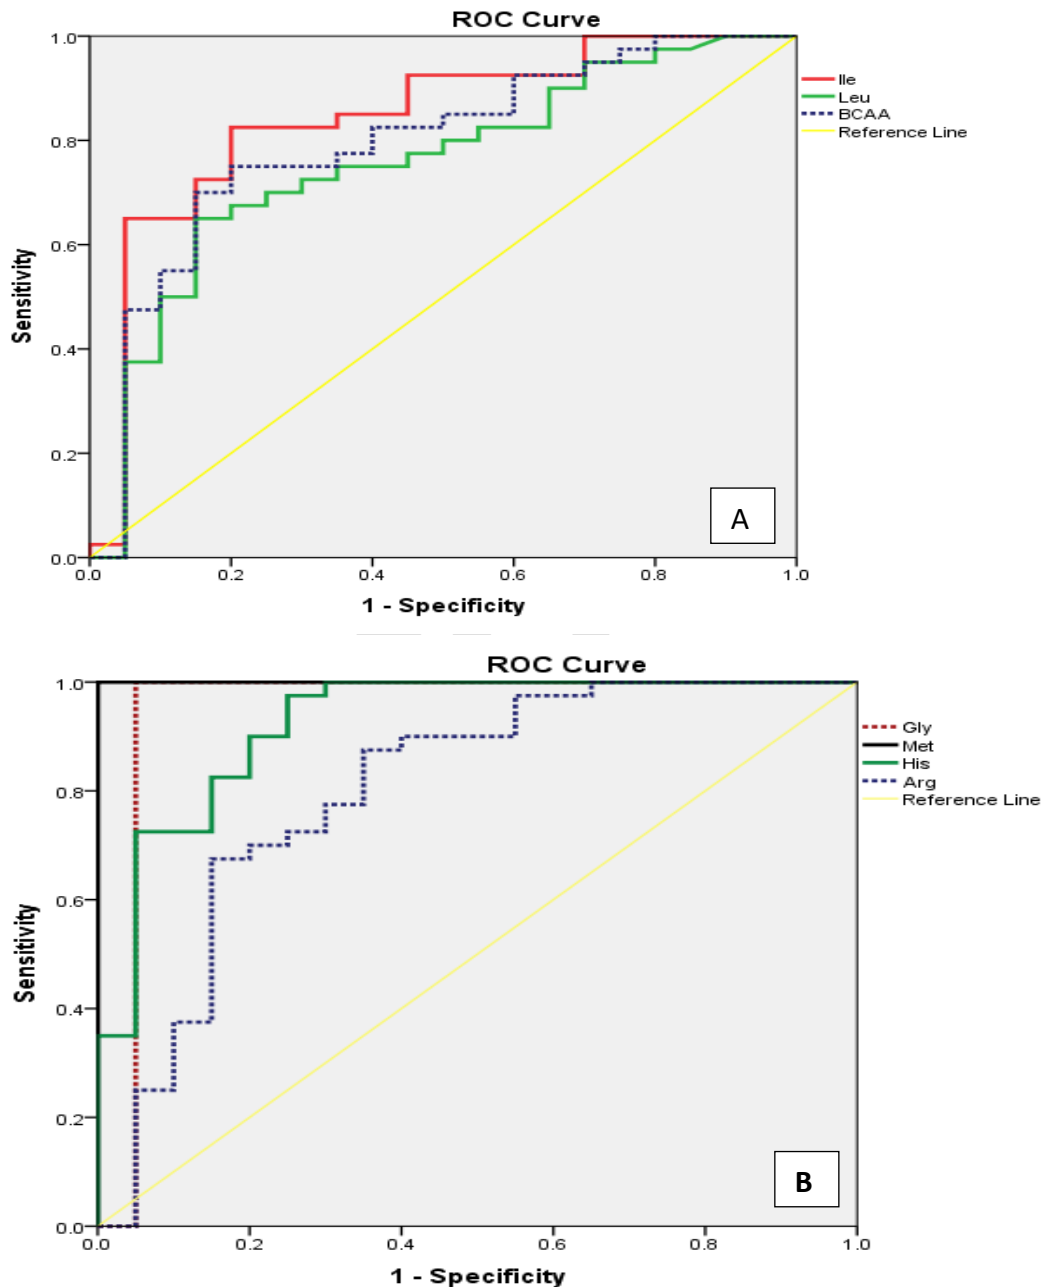 ROC Curve
1.0
0.8
0.6
0.4
0.2
0.0
Sensitivity
0.0 0.2 0.4 0.6 0.8 1.0
1 - Specificity
Ile
Leu
BCAA
Reference Line
A
ROC Curve
1.0
0.8
0.6
0.4
0.2
0.0
Sensitivity
0.0 0.2 0.4 0.6 0.8 1.0
1 - Specificity
Gly
Met
His
Arg
Reference Line
B